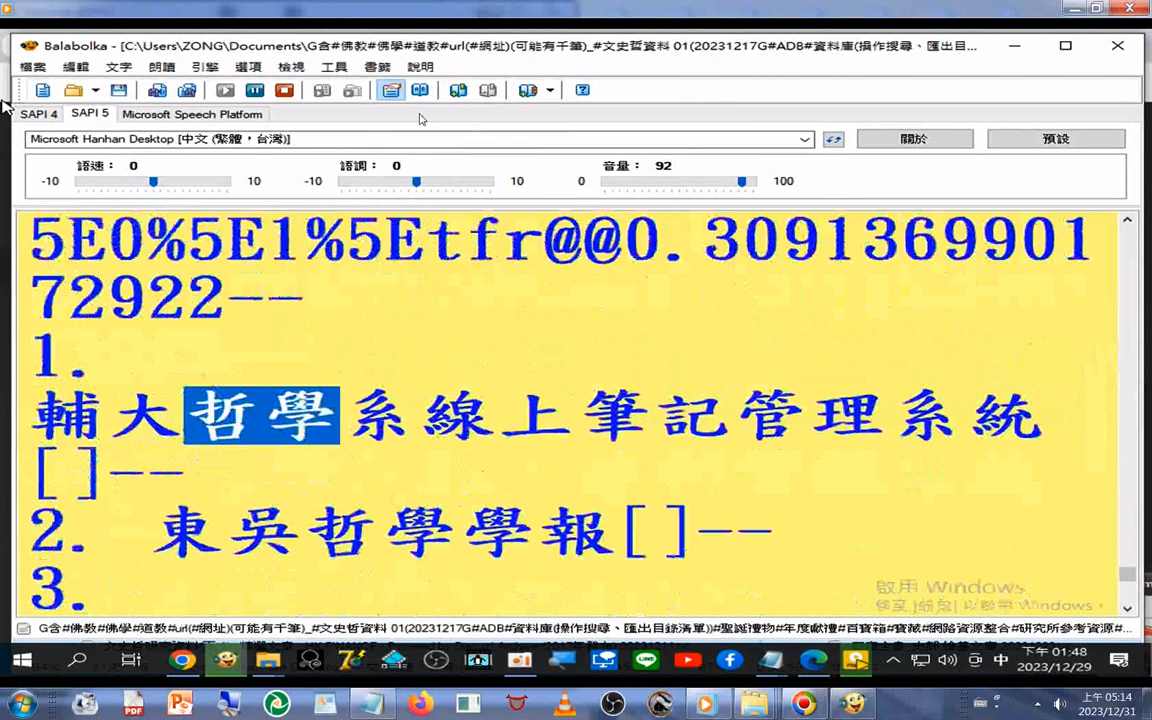 Balabolka - [C:\Users\ZONG\Documents\G含#佛教#佛學#道教#url(#網址)(可能有千筆)_#文史哲資料 01(20231217G#ADB#資料庫(操作搜尋、匯出目...
檔案 編輯 文字 朗讀 引擎 選項 檢視 工具 書籤 說明
SAPI 4 SAPI 5 Microsoft Speech Platform
Microsoft Hanhan Desktop [中文 (繁體，台灣)] 關於 預設
語速： 0 語調： 0 音量： 92
-10 10 -10 10 0 100
5E0%5E1%5Etfr@@0.3091369901
72922--
1.
輔大哲學系線上筆記管理系統
[]--
2. 東吳哲學學報[]--
3.
啟用 Windows
G含#佛教#佛學#道教#url(#網址)(可能有千筆)_#文史哲資料 01(20231217G#ADB#資料庫(操作搜尋、匯出目錄清單))#聖誕禮物#年度獻禮#百寶箱#寶藏#網路資源整合#研究所參考資源#...
中 下午 01:48
2023/12/29
上午 05:14
2023/12/31